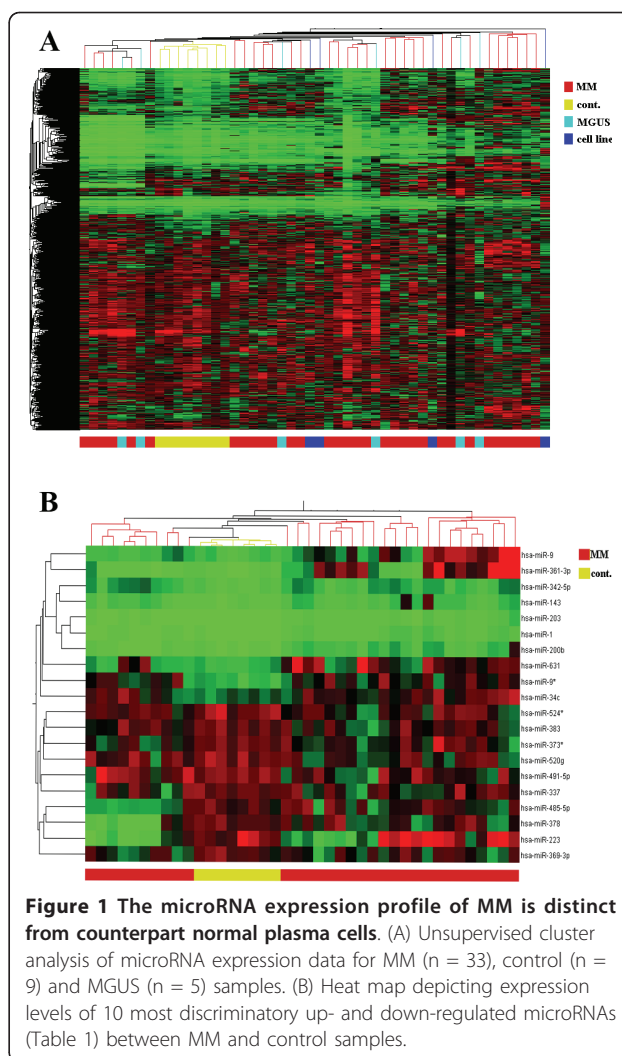 A
MM
cont.
MGUS
cell line
B
hsa-miR-9
hsa-miR-361-3p
hsa-miR-342-5p
hsa-miR-143
hsa-miR-203
hsa-miR-1
hsa-miR-200b
hsa-miR-631
hsa-miR-9*
hsa-miR-34c
hsa-miR-524*
hsa-miR-383
hsa-miR-373*
hsa-miR-520g
hsa-miR-491-5p
hsa-miR-337
hsa-miR-485-5p
hsa-miR-378
hsa-miR-223
hsa-miR-369-3p
MM
cont.
Figure 1 The microRNA expression profile of MM is distinct
from counterpart normal plasma cells. (A) Unsupervised cluster
analysis of microRNA expression data for MM (n = 33), control (n =
9) and MGUS (n = 5) samples. (B) Heat map depicting expression
levels of 10 most discriminatory up- and down-regulated microRNAs
(Table 1) between MM and control samples.